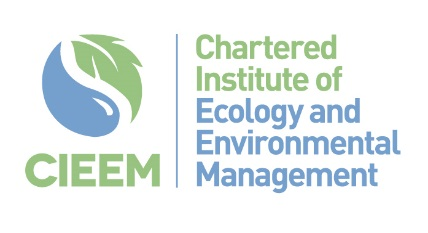 CIEEM
Chartered
Institute of
Ecology and
Environmental
Management